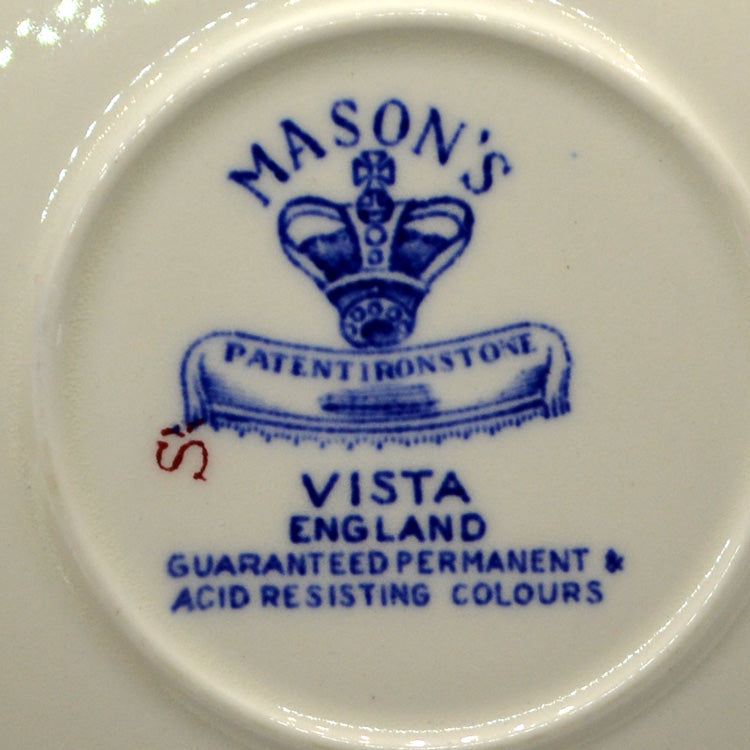 MASON'S
PATENT IRONSTONE
S
VISTA
ENGLAND
GUARANTEED PERMANENT &
ACID RESISTING COLOURS